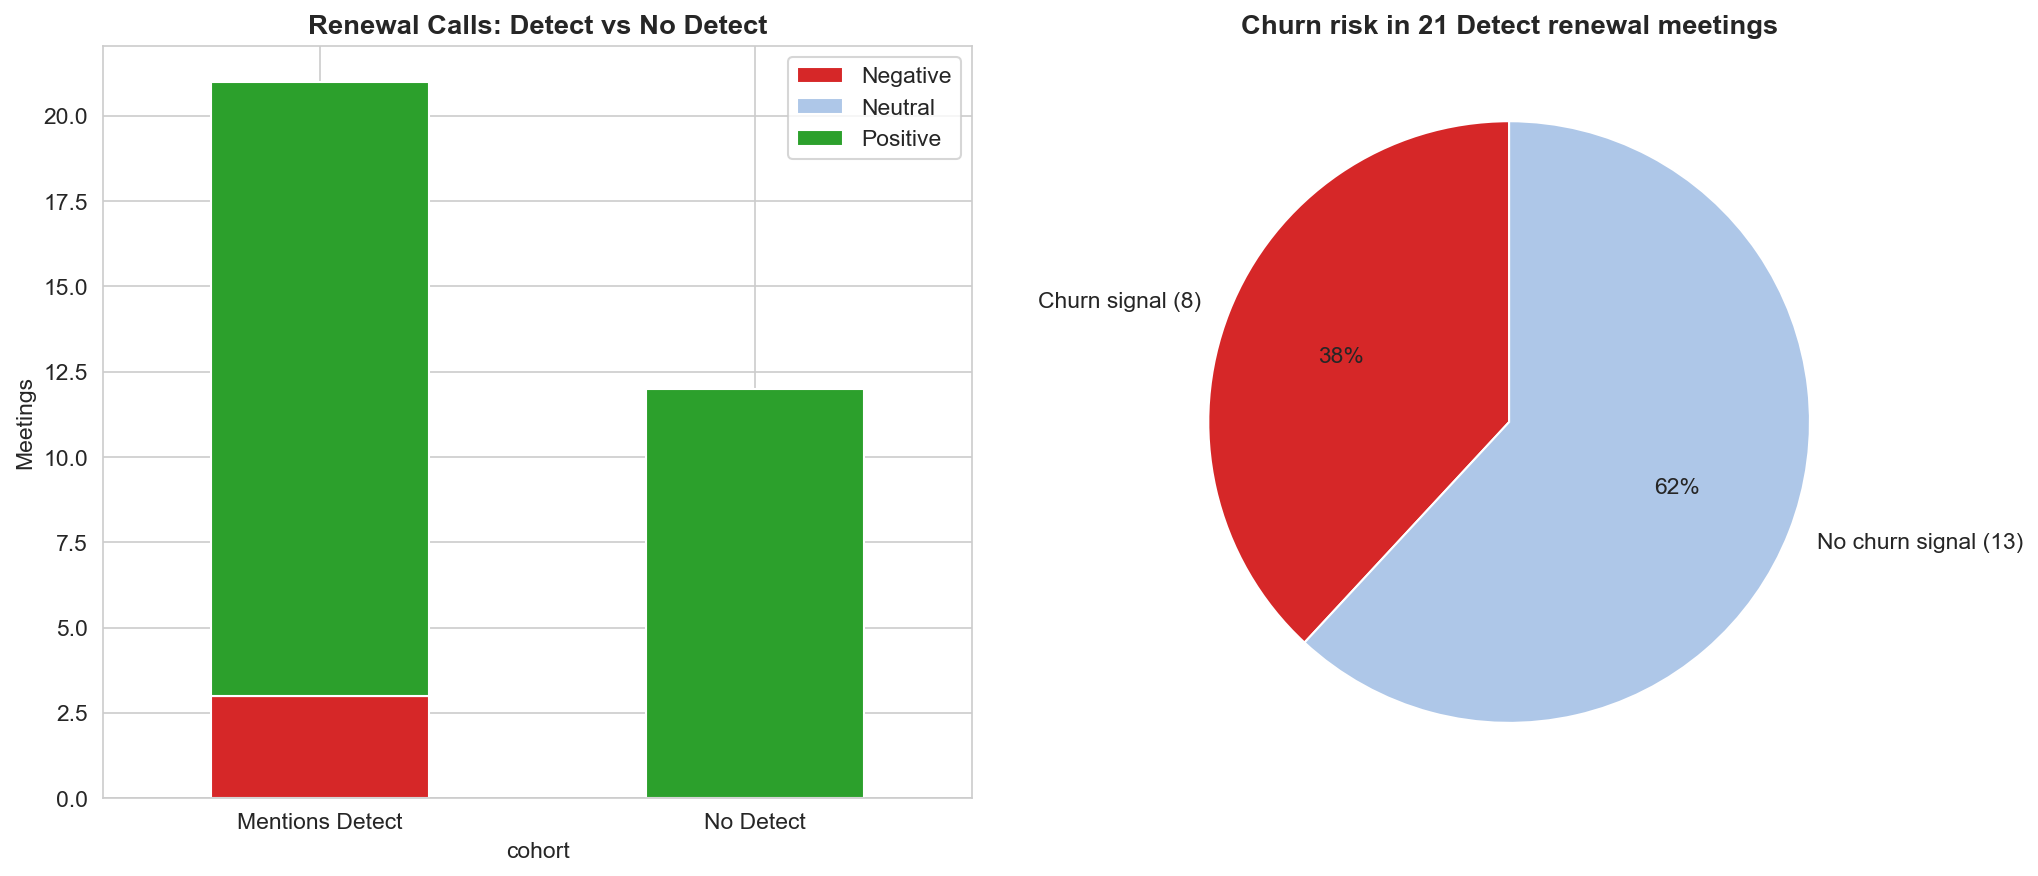 Renewal Calls: Detect vs No Detect
Negative
Neutral
Positive
20.0
17.5
15.0
12.5
10.0
7.5
5.0
2.5
0.0
Meetings
Mentions Detect
No Detect
cohort
Churn risk in 21 Detect renewal meetings
Churn signal (8)
38%
62%
No churn signal (13)